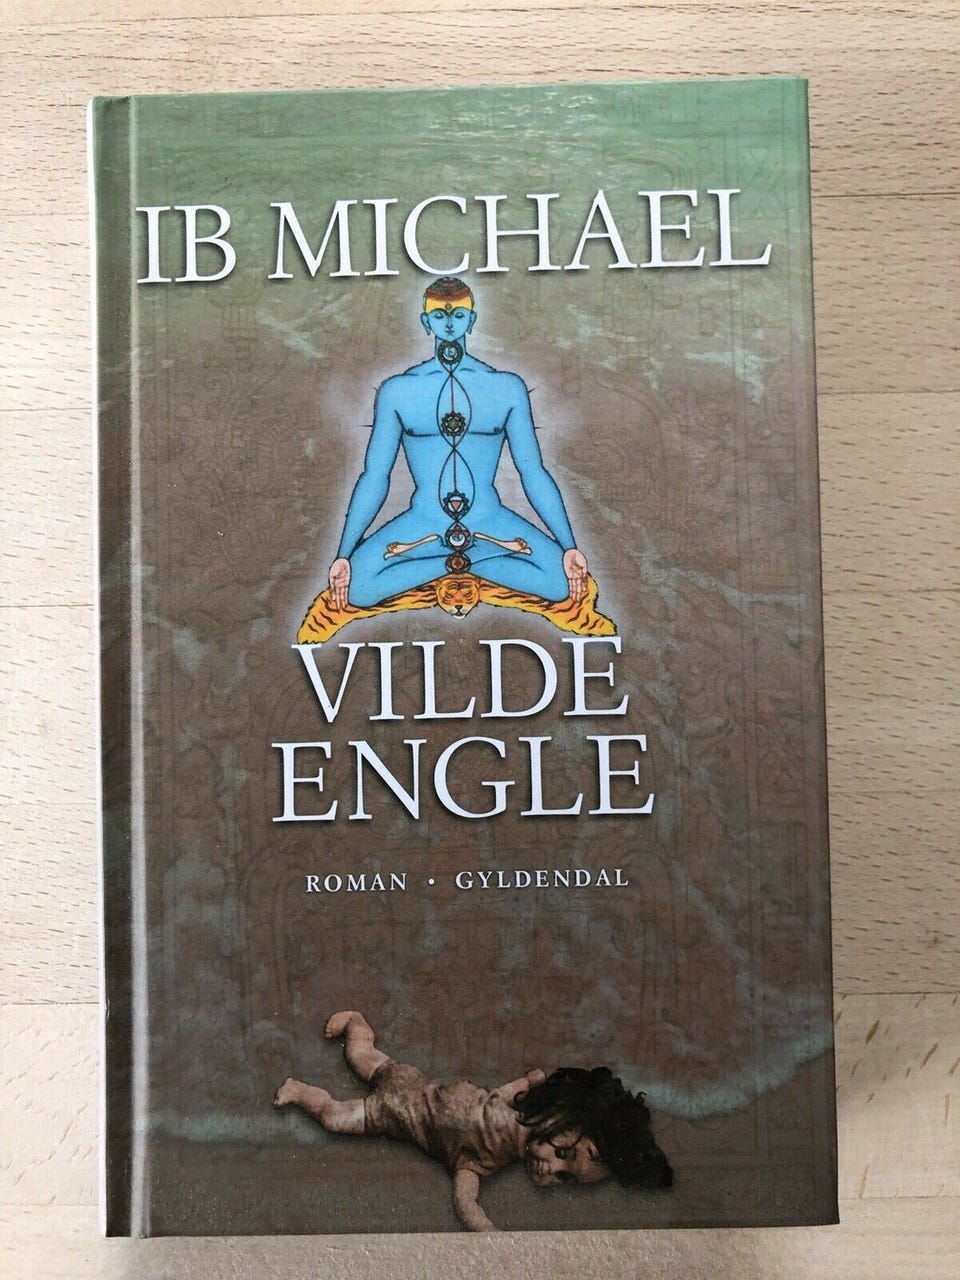 IB MICHAEL
VILDE
ENGLE
ROMAN • GYLDENDAL